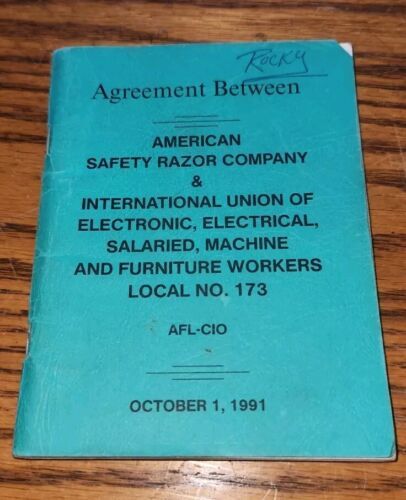 Rocky
Agreement Between
AMERICAN
SAFETY RAZOR COMPANY
&
INTERNATIONAL UNION OF
ELECTRONIC, ELECTRICAL,
SALARIED, MACHINE
AND FURNITURE WORKERS
LOCAL NO. 173
AFL-CIO
OCTOBER 1, 1991